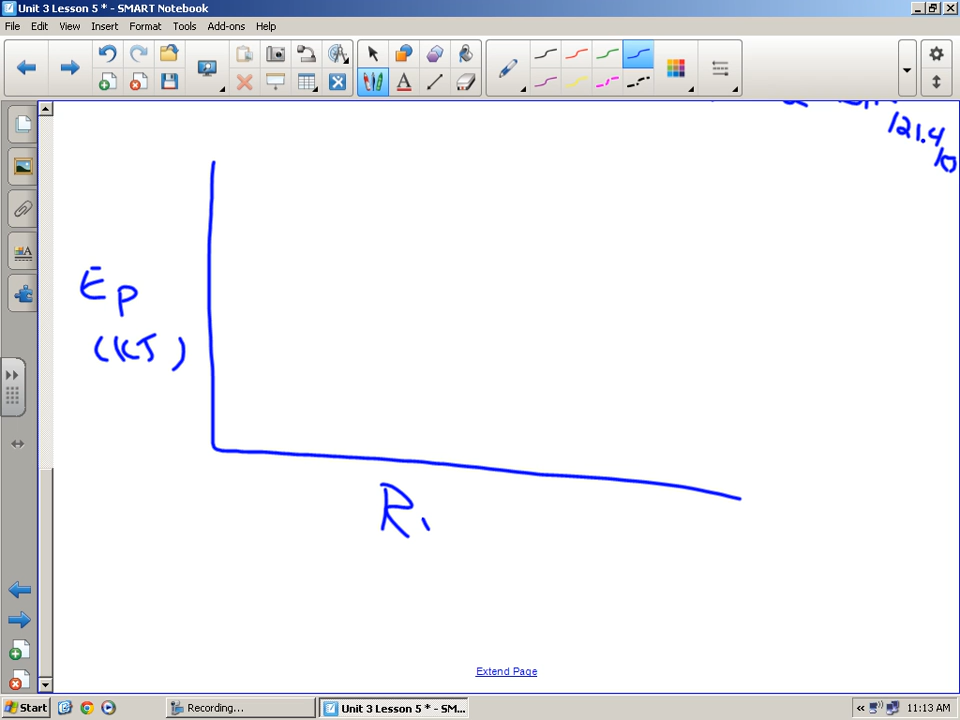 Unit 3 Lesson 5 * - SMART Notebook
File Edit View Insert Format Tools Add-ons Help
121.4
10
Ep
(KJ)
R
Extend Page
Start Recording... Unit 3 Lesson 5 * - SM... 11:13 AM